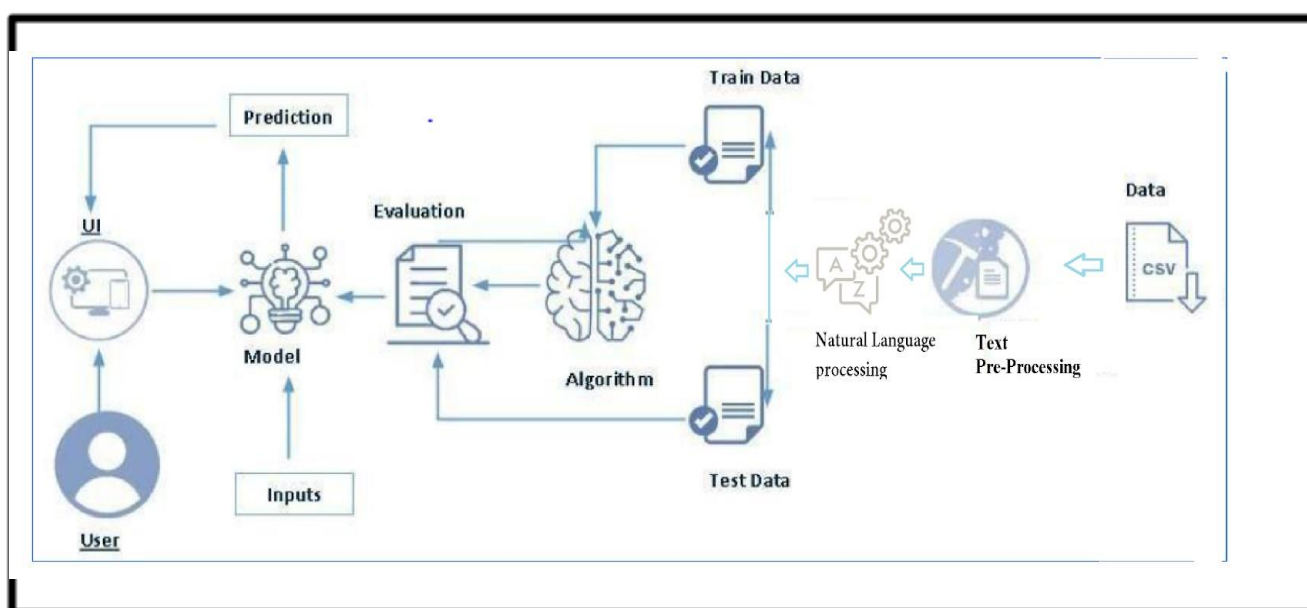 Train Data
Prediction
Data
Evaluation
UI
CSV
A
Z
Natural Language
processing
Text
Pre-Processing
Model
Algorithm
Inputs
Test Data
User